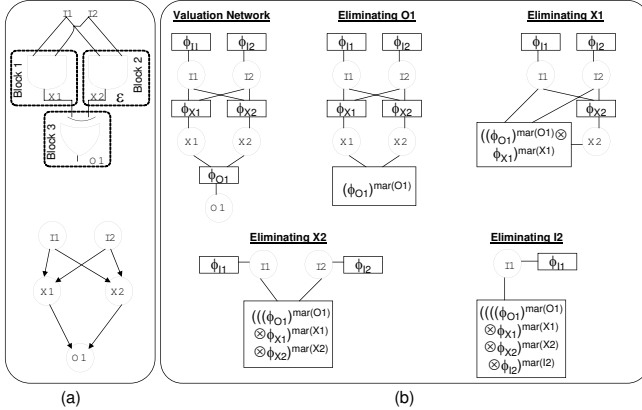 I1 I2
Block 1
Block 2
X1 X2 ε
Block 3
O1
I1 I2
X1 X2
O1
(a)
Valuation Network
ϕI1 ϕI2
I1 I2
ϕX1 ϕX2
X1 X2
ϕO1
O1
Eliminating O1
ϕI1 ϕI2
I1 I2
ϕX1 ϕX2
X1 X2
(ϕO1)mar(O1)
Eliminating X1
ϕI1 ϕI2
I1 I2
ϕX2
((ϕO1)mar(O1)⊗
ϕX1)mar(X1)
X2
Eliminating X2
ϕI1 I1 I2 ϕI2
(((ϕO1)mar(O1)
⊗ϕX1)mar(X1)
⊗ϕX2)mar(X2)
Eliminating I2
I1 ϕI1
((((ϕO1)mar(O1)
⊗ϕX1)mar(X1)
⊗ϕX2)mar(X2)
⊗ϕI2)mar(I2)
(b)